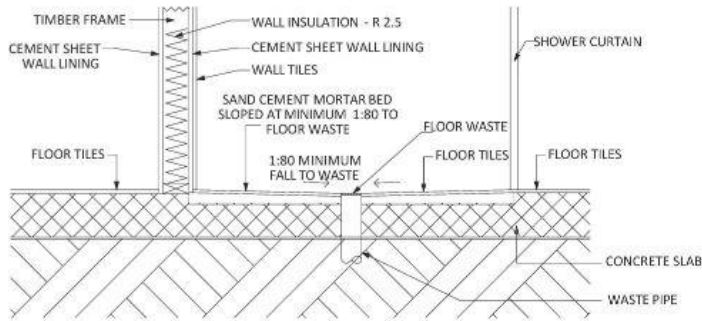 TIMBER FRAME
WALL INSULATION - R 2.5
CEMENT SHEET
WALL LINING
CEMENT SHEET WALL LINING
SHOWER CURTAIN
WALL TILES
SAND CEMENT MORTAR BED
SLOPED AT MINIMUM 1:80 TO
FLOOR WASTE
FLOOR WASTE
FLOOR TILES
1:80 MINIMUM
FALL TO WASTE
FLOOR TILES
FLOOR TILES
CONCRETE SLAB
WASTE PIPE